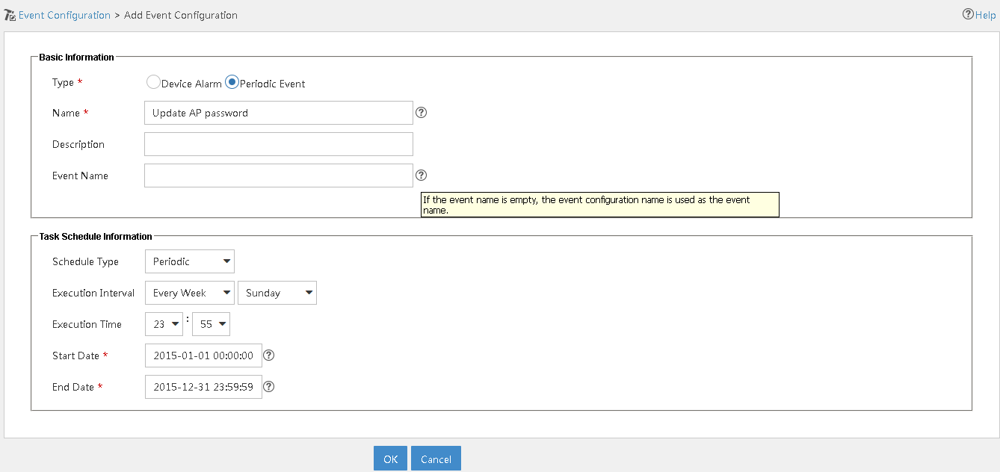 Event Configuration > Add Event Configuration
Help
Basic Information
Type *
Device Alarm Periodic Event
Name *
Update AP password
Description
Event Name
If the event name is empty, the event configuration name is used as the event
name.
Task Schedule Information
Schedule Type
Periodic
Execution Interval
Every Week
Sunday
Execution Time
23 : 55
Start Date *
2015-01-01 00:00:00
End Date *
2015-12-31 23:59:59
OK
Cancel